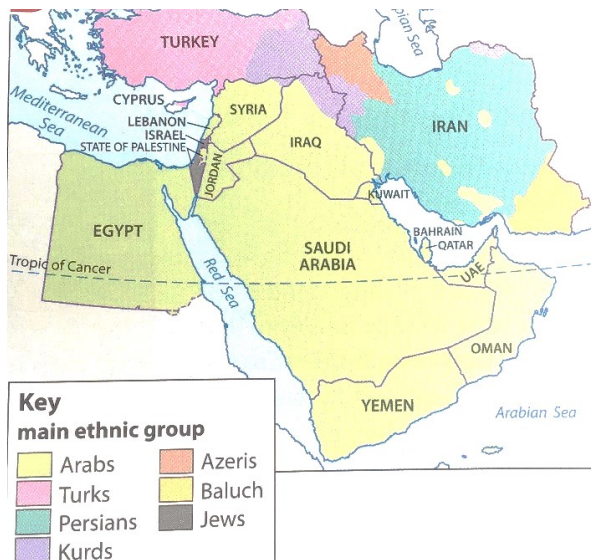 TURKEY
pian Sea
CYPRUS
Mediterranean
Sea
SYRIA
LEBANON
ISRAEL
STATE OF PALESTINE
JORDAN
IRAQ
IRAN
KUWAIT
EGYPT
BAHRAIN
QATAR
SAUDI
ARABIA
Tropic of Cancer
Red Sea
UAE
OMAN
YEMEN
Arabian Sea
Key
main ethnic group
Arabs
Turks
Persians
Kurds
Azeris
Baluch
Jews